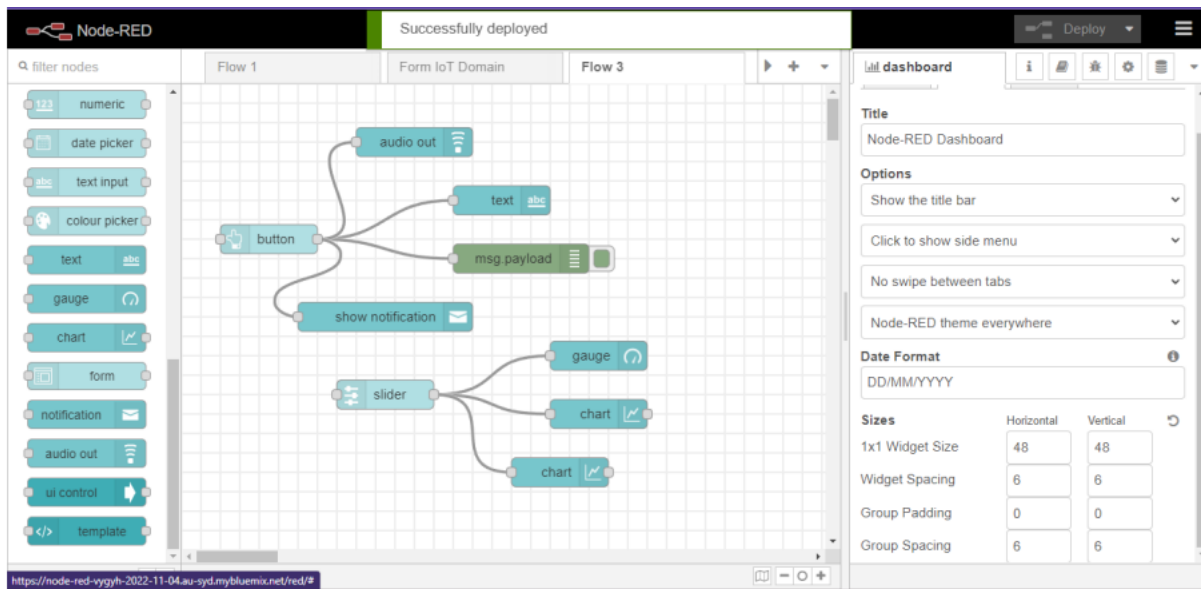 Node-RED
Successfully deployed
Deploy
filter nodes
Flow 1
Form IoT Domain
Flow 3
dashboard
i
123 numeric
date picker
abc text input
colour picker
text abc
gauge
chart
form
notification
audio out
ui control
</> template
audio out
text abc
button
msg.payload
show notification
gauge
slider
chart
chart
Title
Node-RED Dashboard
Options
Show the title bar
Click to show side menu
No swipe between tabs
Node-RED theme everywhere
Date Format
DD/MM/YYYY
Sizes Horizontal Vertical
1x1 Widget Size 48 48
Widget Spacing 6 6
Group Padding 0 0
Group Spacing 6 6
https://node-red-vygyh-2022-11-04.au-syd.mybluemix.net/red/#